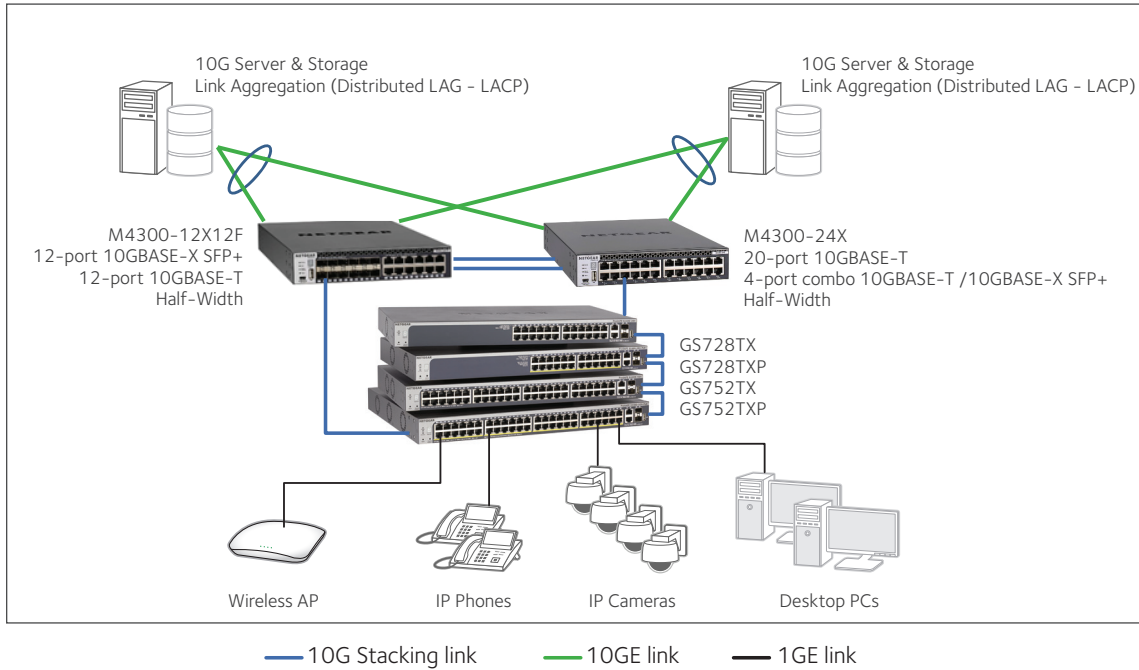 10G Server & Storage
Link Aggregation (Distributed LAG - LACP)
10G Server & Storage
Link Aggregation (Distributed LAG - LACP)
NETGEAR
NETGEAR
M4300-12X12F
12-port 10GBASE-X SFP+
12-port 10GBASE-T
Half-Width
M4300-24X
20-port 10GBASE-T
4-port combo 10GBASE-T /10GBASE-X SFP+
Half-Width
GS728TX
GS728TXP
GS752TX
GS752TXP
Wireless AP
IP Phones
IP Cameras
Desktop PCs
10G Stacking link
10GE link
1GE link